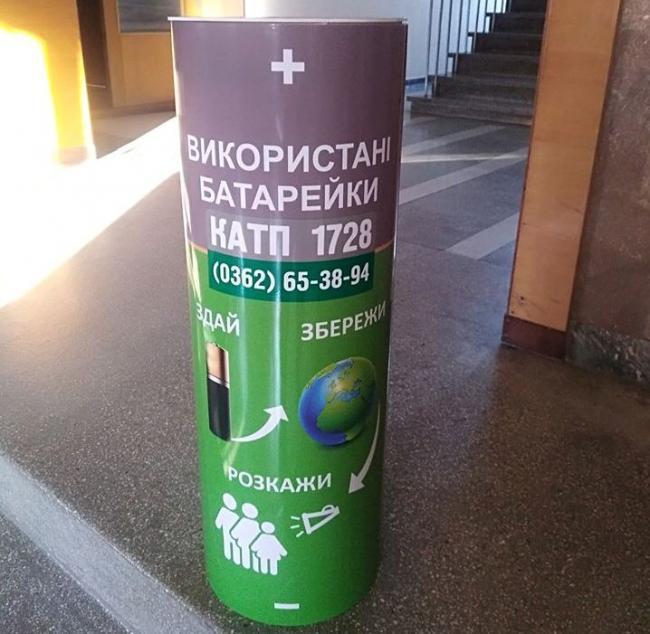 +
ВИКОРИСТАНІ
БАТАРЕЙКИ
КАТП 1728
(0362) 65-38-94
ЗДАЙ
ЗБЕРЕЖИ
РОЗКАЖИ
–